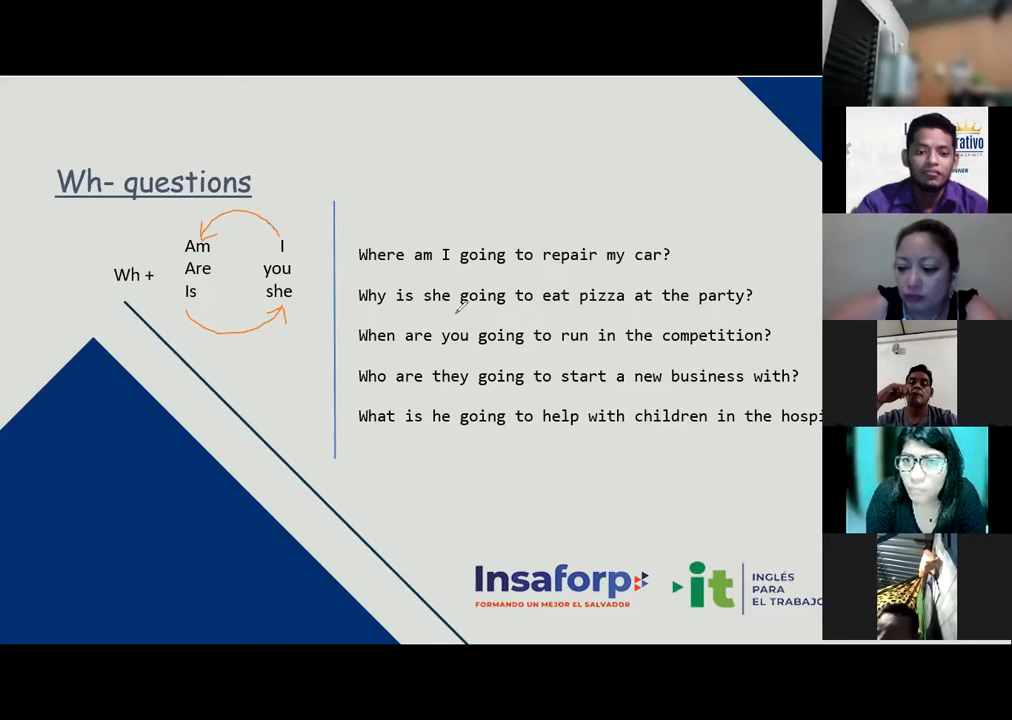 Wh- questions
Wh +
Am I
Are you
Is she
Where am I going to repair my car?
Why is she going to eat pizza at the party?
When are you going to run in the competition?
Who are they going to start a new business with?
What is he going to help with children in the hospi
Insaforp
FORMANDO UN MEJOR EL SALVADOR
it
INGLÉS
PARA
EL TRABAJO
rativo